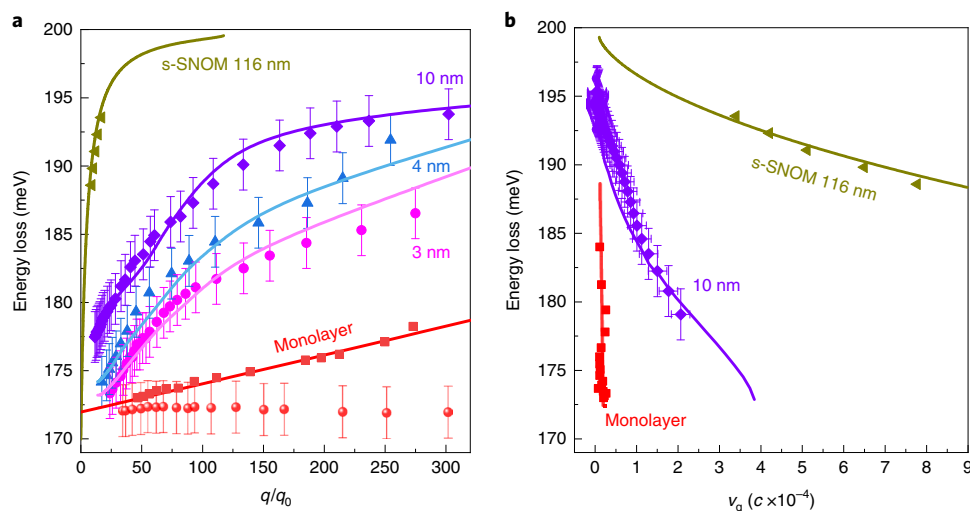 a
200
195
190
185
180
175
170
Energy loss (meV)
0
50
100
150
200
250
300
q/q0
s-SNOM 116 nm
10 nm
4 nm
3 nm
Monolayer
b
200
195
190
185
180
175
170
Energy loss (meV)
0
1
2
3
4
5
6
7
8
9
vg (c ×10−4)
s-SNOM 116 nm
10 nm
Monolayer